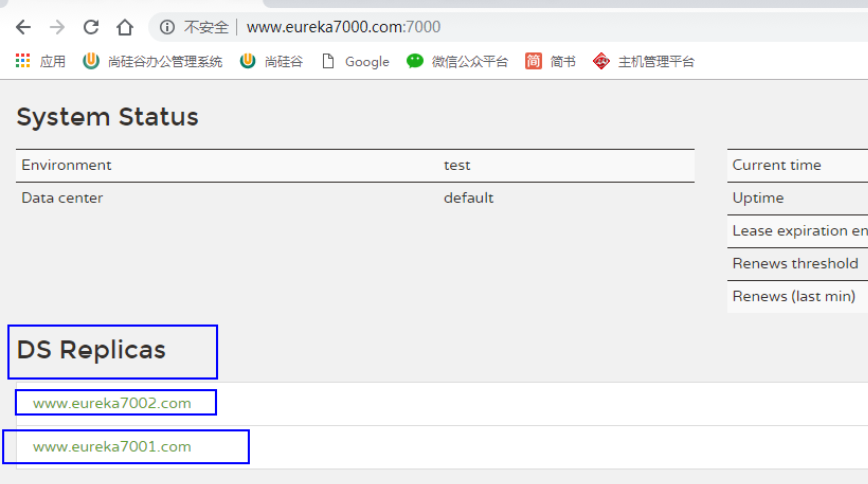 不安全 | www.eureka7000.com:7000
应用 尚硅谷办公管理系统 尚硅谷 Google 微信公众平台 简 简书 主机管理平台
System Status
Environment test
Data center default
Current time
Uptime
Lease expiration en
Renews threshold
Renews (last min)
DS Replicas
www.eureka7002.com
www.eureka7001.com